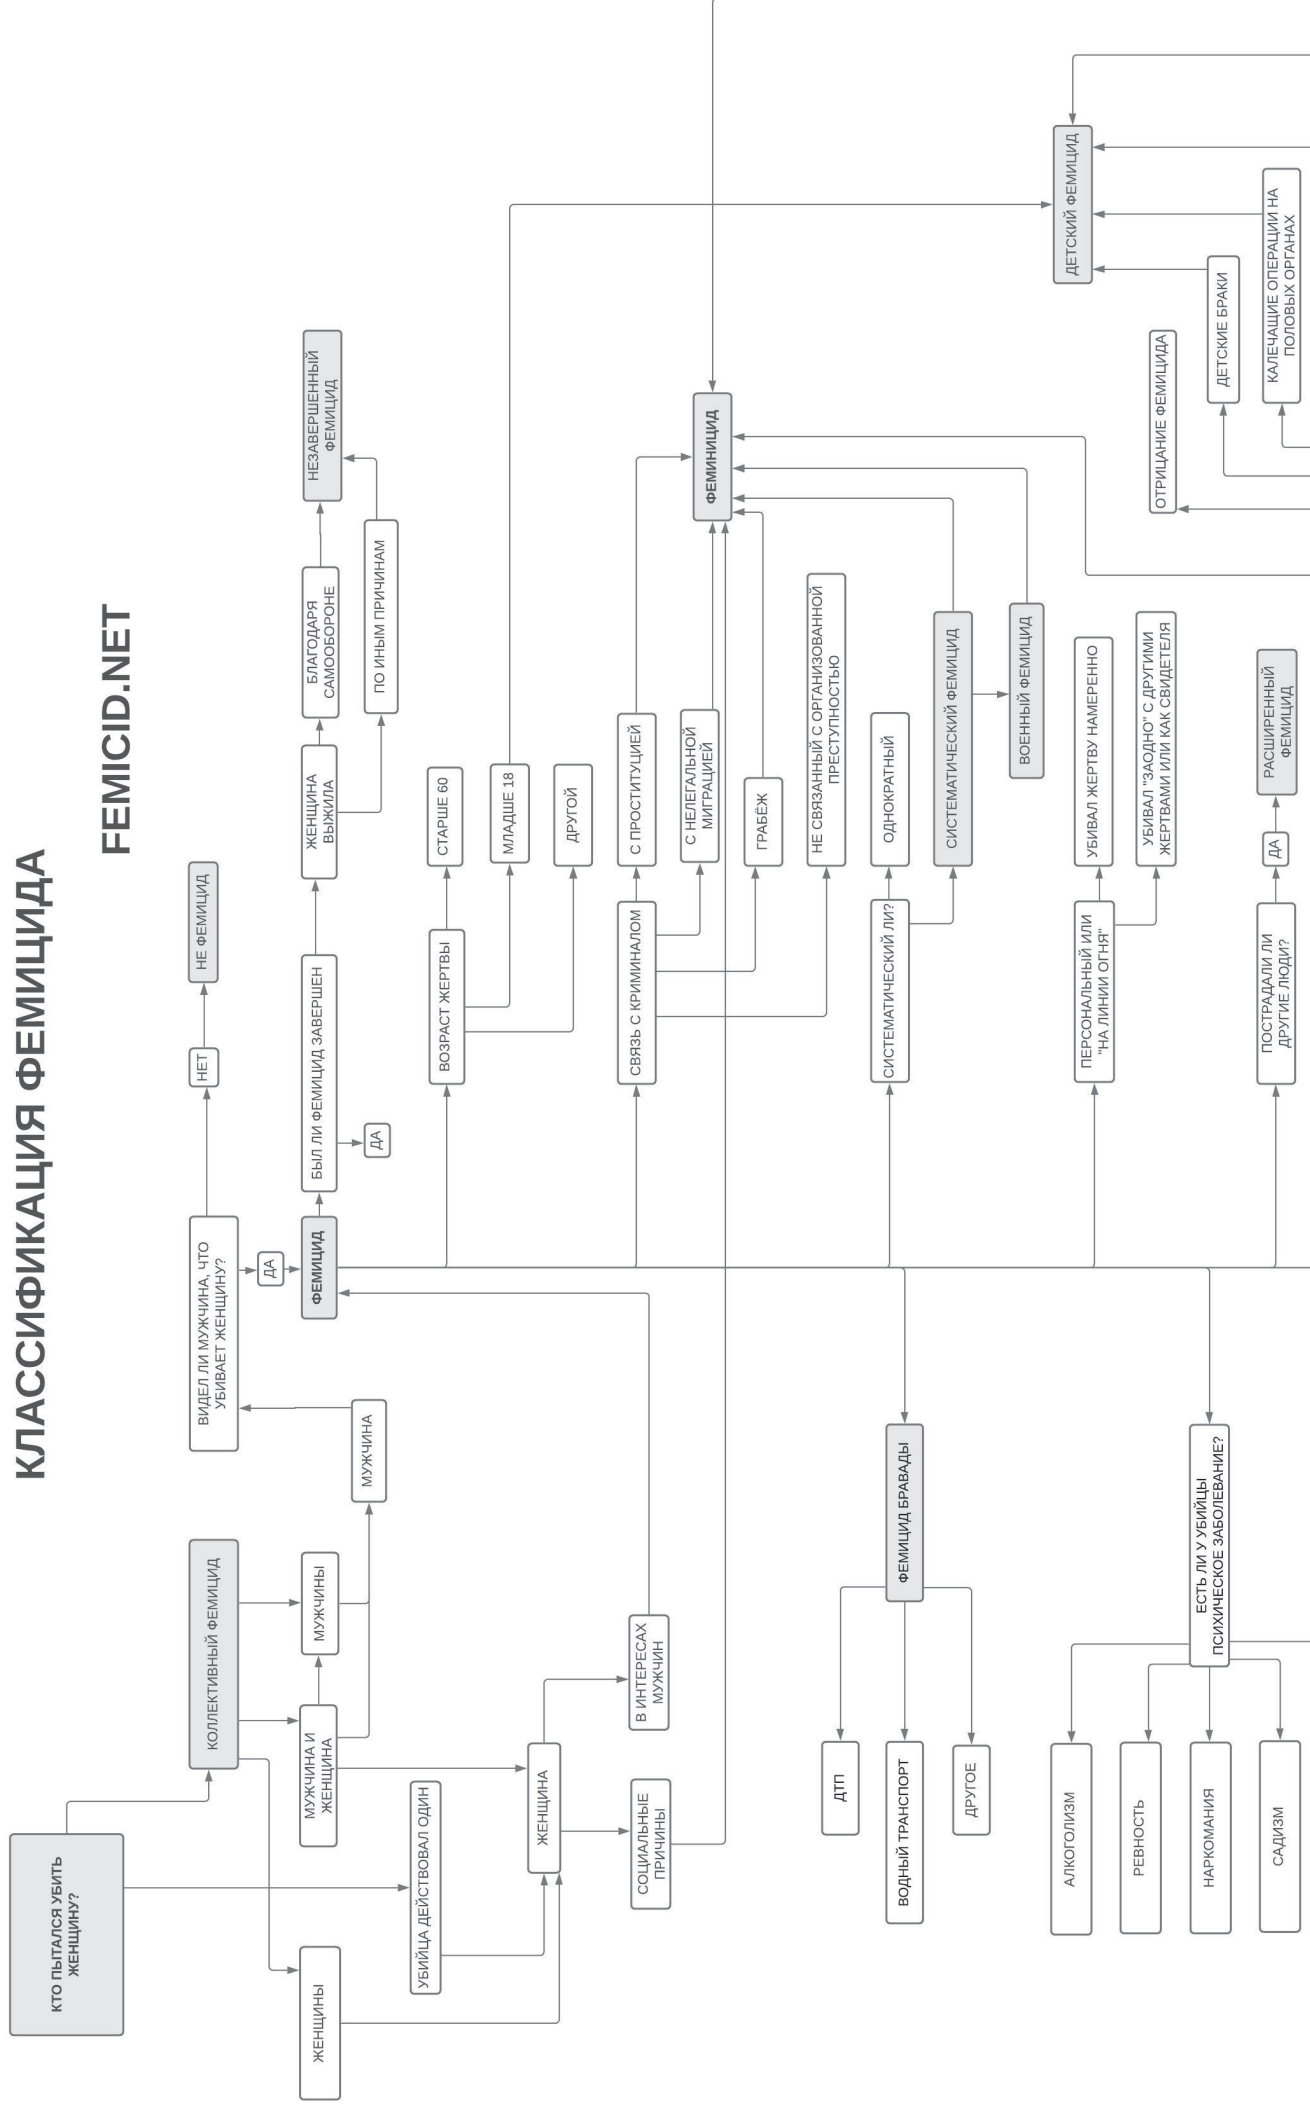 КЛАССИФИКАЦИЯ ФЕМИЦИДА
FEMICID.NET
КТО ПЫТАЛСЯ УБИТЬ
ЖЕНЩИНУ?
КОЛЛЕКТИВНЫЙ ФЕМИЦИД
ВИДЕЛ ЛИ МУЖЧИНА, ЧТО
УБИВАЕТ ЖЕНЩИНУ?
НЕТ
НЕ ФЕМИЦИД
ДА
ЖЕНЩИНЫ
МУЖЧИНА И
ЖЕНЩИНА
МУЖЧИНЫ
МУЖЧИНА
ФЕМИЦИД
БЫЛ ЛИ ФЕМИЦИД ЗАВЕРШЕН
ДА
ЖЕНЩИНА
ВЫЖИЛА
БЛАГОДАРЯ
САМООБОРОНЕ
ПО ИНЫМ ПРИЧИНАМ
НЕЗАВЕРШЕННЫЙ
ФЕМИЦИД
УБИЙЦА ДЕЙСТВОВАЛ ОДИН
ВОЗРАСТ ЖЕРТВЫ
СТАРШЕ 60
МЛАДШЕ 18
ДРУГОЙ
ЖЕНЩИНА
СОЦИАЛЬНЫЕ
ПРИЧИНЫ
В ИНТЕРЕСАХ
МУЖЧИН
СВЯЗЬ С КРИМИНАЛОМ
С ПРОСТИТУЦИЕЙ
С НЕЛЕГАЛЬНОЙ
МИГРАЦИЕЙ
ГРАБЁЖ
НЕ СВЯЗАННЫЙ С ОРГАНИЗОВАННОЙ
ПРЕСТУПНОСТЬЮ
ФЕМИНИЦИД
ДТП
ВОДНЫЙ ТРАНСПОРТ
ДРУГОЕ
ФЕМИЦИД БРАВАДЫ
СИСТЕМАТИЧЕСКИЙ ЛИ?
ОДНОКРАТНЫЙ
СИСТЕМАТИЧЕСКИЙ ФЕМИЦИД
ВОЕННЫЙ ФЕМИЦИД
ПЕРСОНАЛЬНЫЙ ИЛИ
"НА ЛИНИИ ОГНЯ"
УБИВАЛ ЖЕРТВУ НАМЕРЕННО
УБИВАЛ "ЗАОДНО" С ДРУГИМИ
ЖЕРТВАМИ ИЛИ КАК СВИДЕТЕЛЯ
ДЕТСКИЙ ФЕМИЦИД
ОТРИЦАНИЕ ФЕМИЦИДА
ДЕТСКИЕ БРАКИ
КАЛЕЧАЩИЕ ОПЕРАЦИИ НА
ПОЛОВЫХ ОРГАНАХ
АЛКОГОЛИЗМ
РЕВНОСТЬ
НАРКОМАНИЯ
САДИЗМ
ЕСТЬ ЛИ У УБИЙЦЫ
ПСИХИЧЕСКОЕ ЗАБОЛЕВАНИЕ?
ПОСТРАДАЛИ ЛИ
ДРУГИЕ ЛЮДИ?
ДА
РАСШИРЕННЫЙ
ФЕМИЦИД